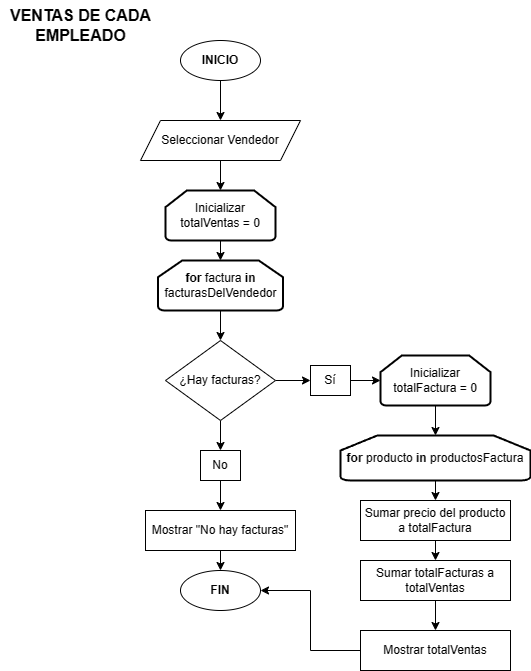 VENTAS DE CADA
EMPLEADO
INICIO
Seleccionar Vendedor
Inicializar
totalVentas = 0
for factura in
facturasDelVendedor
¿Hay facturas?
Sí
Inicializar
totalFactura = 0
for producto in productosFactura
No
Sumar precio del producto
a totalFactura
Mostrar "No hay facturas"
Sumar totalFacturas a
totalVentas
FIN
Mostrar totalVentas